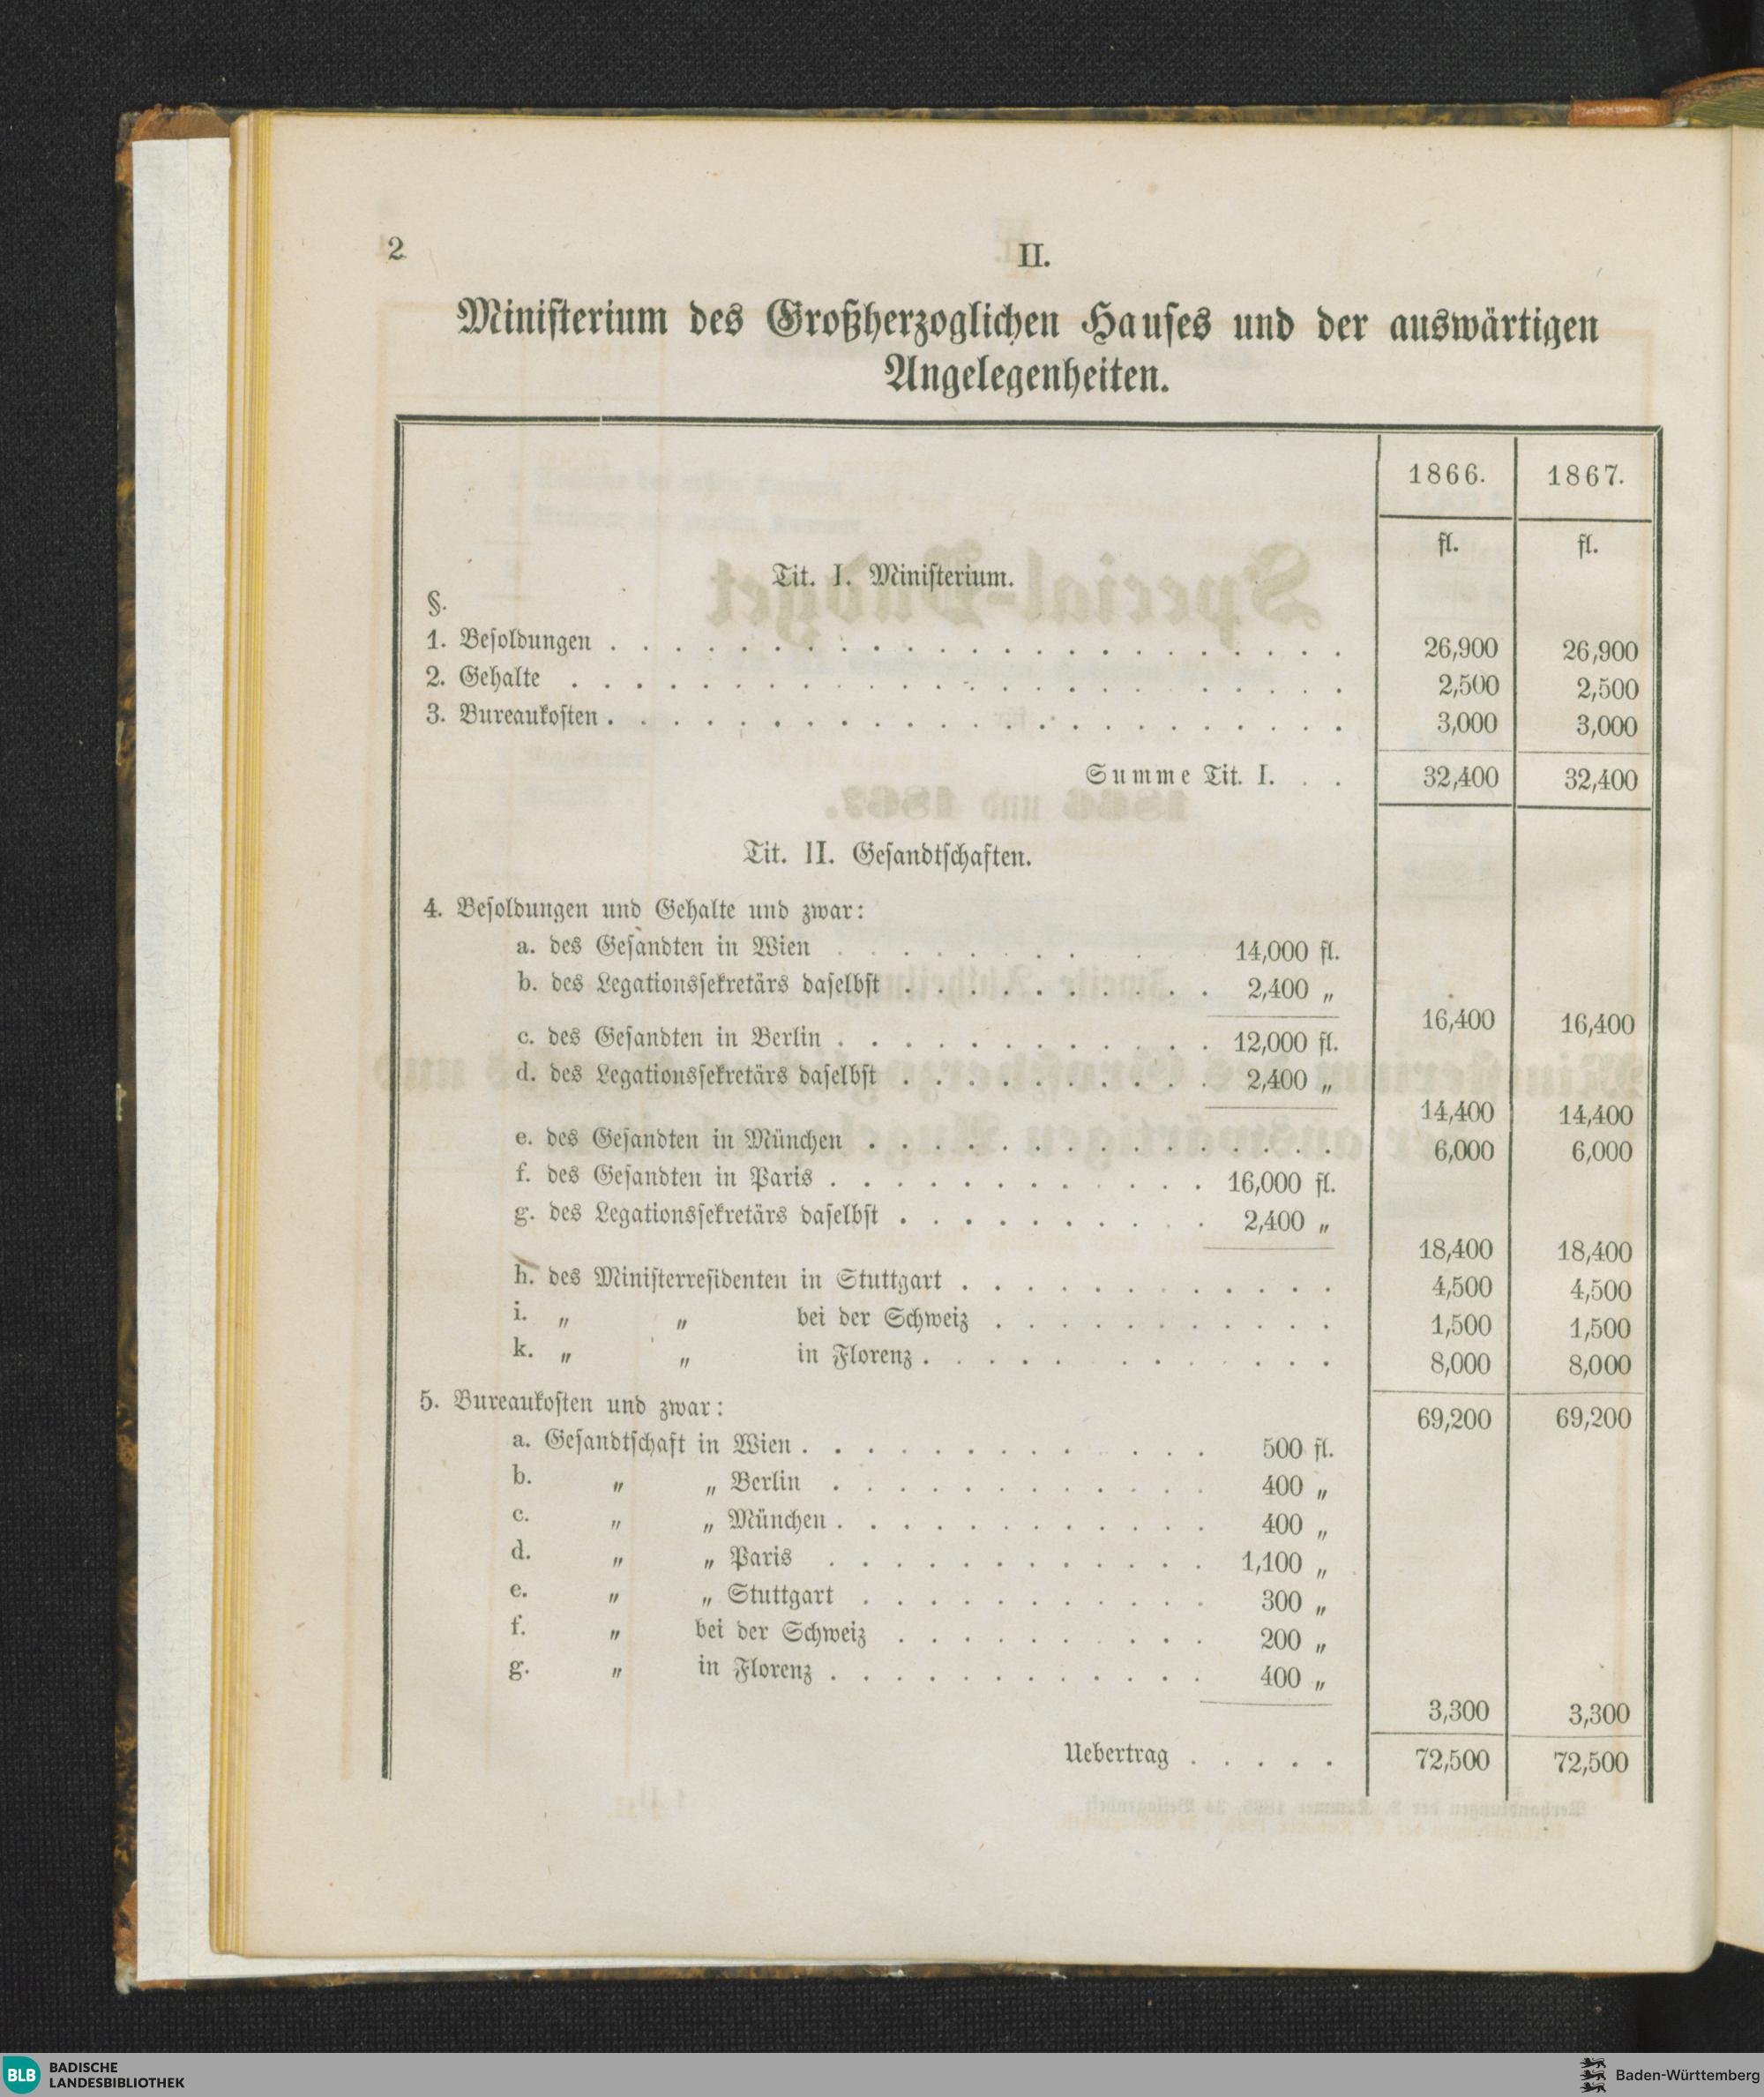 2
II.
Ministerium des Großherzoglichen Hauses und der auswärtigen
Angelegenheiten.
1866. 1867.
fl. fl.
Tit. I. Ministerium.
§.
1. Besoldungen . . . . . . . . . . . . . . . . . . . . . . . 26,900 26,900
2. Gehalte . . . . . . . . . . . . . . . . . . . . . . . . 2,500 2,500
3. Bureaukosten . . . . . . . . . . . . . . . . . . . . . . . 3,000 3,000
Summe Tit. I. . . 32,400 32,400
Tit. II. Gesandtschaften.
4. Besoldungen und Gehalte und zwar:
a. des Gesandten in Wien . . . . . . . . . . . . 14,000 fl.
b. des Legationssekretärs daselbst . . . . . . . . . . 2,400 „
16,400 16,400
c. des Gesandten in Berlin . . . . . . . . . . . . 12,000 fl.
d. des Legationssekretärs daselbst . . . . . . . . . . 2,400 „
14,400 14,400
e. des Gesandten in München . . . . . . . . . . . . . . . 6,000 6,000
f. des Gesandten in Paris . . . . . . . . . . . . 16,000 fl.
g. des Legationssekretärs daselbst . . . . . . . . . . 2,400 „
18,400 18,400
h. des Ministerresidenten in Stuttgart . . . . . . . . . . . . 4,500 4,500
i. „ „ bei der Schweiz . . . . . . . . . . . 1,500 1,500
k. „ „ in Florenz . . . . . . . . . . . . . 8,000 8,000
69,200 69,200
5. Bureaukosten und zwar:
a. Gesandtschaft in Wien . . . . . . . . . . . . . 500 fl.
b. „ „ Berlin . . . . . . . . . . . . 400 „
c. „ „ München . . . . . . . . . . . . 400 „
d. „ „ Paris . . . . . . . . . . . . 1,100 „
e. „ „ Stuttgart . . . . . . . . . . . 300 „
f. „ bei der Schweiz . . . . . . . . . . 200 „
g. „ in Florenz . . . . . . . . . . . . 400 „
3,300 3,300
Uebertrag . . . . . 72,500 72,500
BLB BADISCHE
LANDESBIBLIOTHEK
Baden-Württemberg